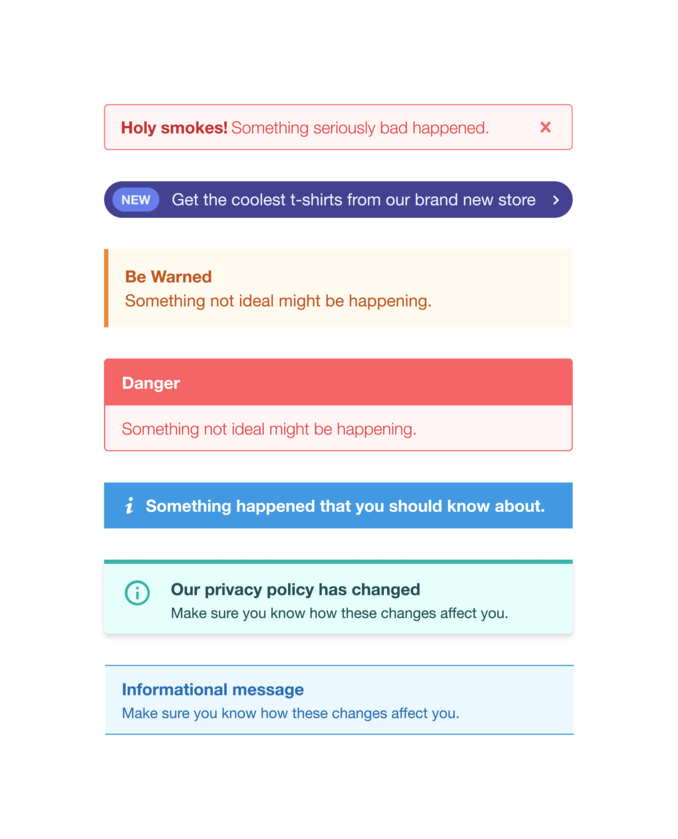 Holy smokes! Something seriously bad happened.
NEW Get the coolest t-shirts from our brand new store
Be Warned
Something not ideal might be happening.
Danger
Something not ideal might be happening.
Something happened that you should know about.
Our privacy policy has changed
Make sure you know how these changes affect you.
Informational message
Make sure you know how these changes affect you.